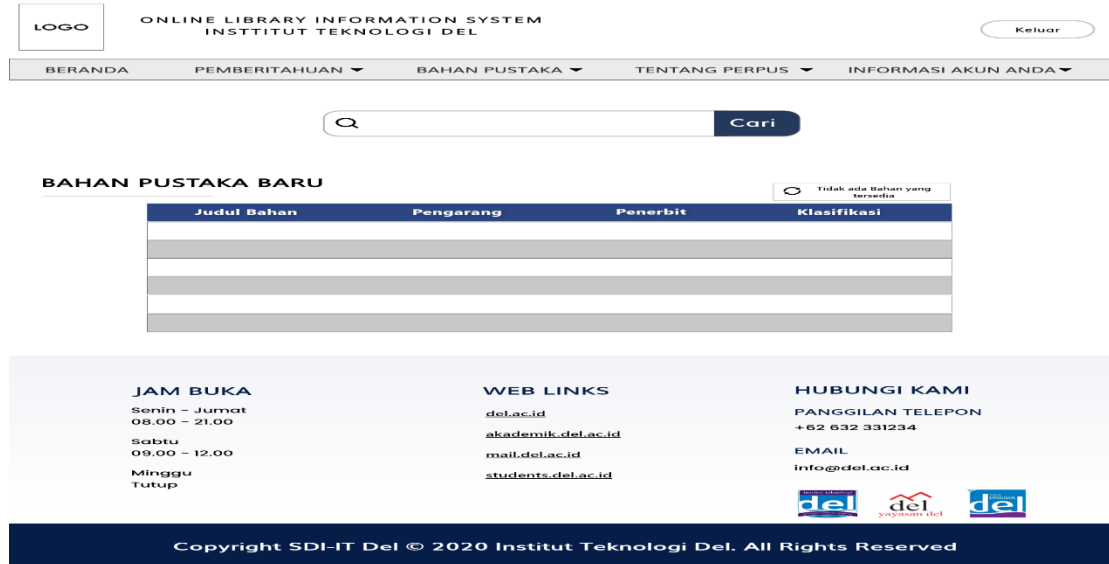 LOGO
ONLINE LIBRARY INFORMATION SYSTEM
INSTTITUT TEKNOLOGI DEL
Keluar
BERANDA PEMBERITAHUAN BAHAN PUSTAKA TENTANG PERPUS INFORMASI AKUN ANDA
Cari
BAHAN PUSTAKA BARU
Tidak ada Bahan yang
tersedia
Judul Bahan Pengarang Penerbit Klasifikasi
JAM BUKA
Senin – Jumat
08.00 – 21.00
Sabtu
09.00 – 12.00
Minggu
Tutup
WEB LINKS
del.ac.id
akademik.del.ac.id
mail.del.ac.id
students.del.ac.id
HUBUNGI KAMI
PANGGILAN TELEPON
+62 632 331234
EMAIL
info@del.ac.id
del
del
yayasan del
del
Copyright SDI-IT Del © 2020 Institut Teknologi Del. All Rights Reserved